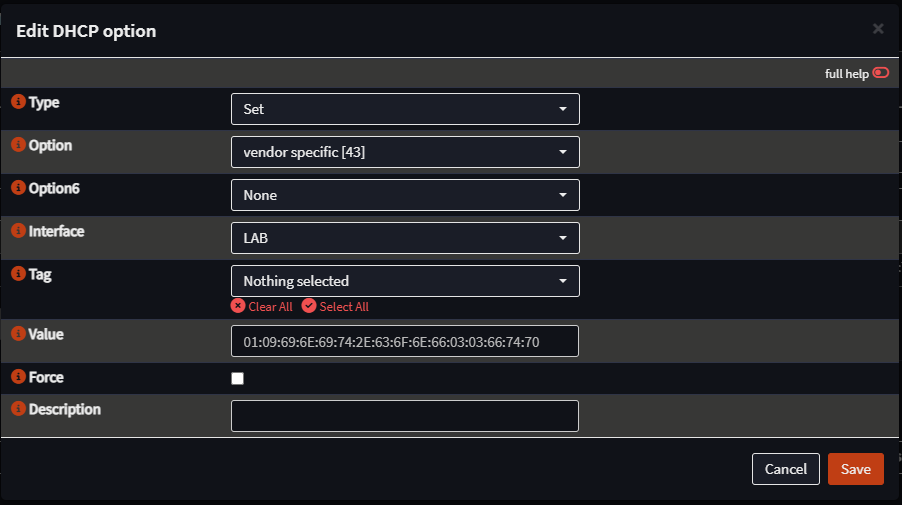 Edit DHCP option
full help
Type
Set
Option
vendor specific [43]
Option6
None
Interface
LAB
Tag
Nothing selected
Clear All Select All
Value
01:09:69:6E:69:74:2E:63:6F:6E:66:03:03:66:74:70
Force
Description
Cancel Save